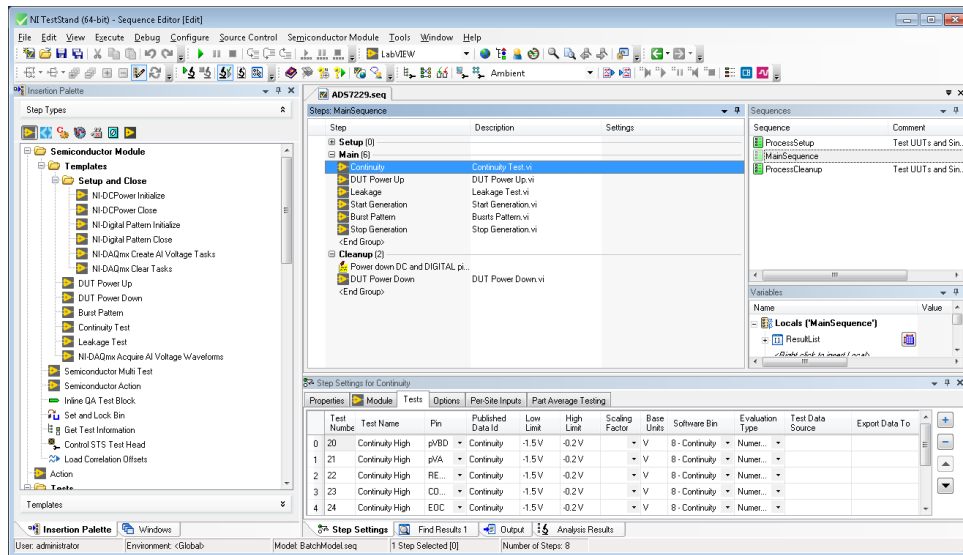 NI TestStand (64-bit) - Sequence Editor [Edit]
File Edit View Execute Debug Configure Source Control Semiconductor Module Tools Window Help
LabVIEW
Ambient
Insertion Palette
Step Types
Semiconductor Module
Templates
Setup and Close
NI-DCPower Initialize
NI-DCPower Close
NI-Digital Pattern Initialize
NI-Digital Pattern Close
NI-DAQmx Create AI Voltage Tasks
NI-DAQmx Clear Tasks
DUT Power Up
DUT Power Down
Burst Pattern
Continuity Test
Leakage Test
NI-DAQmx Acquire AI Voltage Waveforms
Semiconductor Multi Test
Semiconductor Action
Inline QA Test Block
Set and Lock Bin
Get Test Information
Control STS Test Head
Load Correlation Offsets
Action
Tests
Templates
Insertion Palette Windows
ADS7229.seq
Steps: MainSequence
Step Description Settings
Setup (0)
Main (6)
Continuity Continuity Test.vi
DUT Power Up DUT Power Up.vi
Leakage Leakage Test.vi
Start Generation Start Generation.vi
Burst Pattern Busrts Pattern.vi
Stop Generation Stop Generation.vi
<End Group>
Cleanup (2)
Power down DC and DIGITAL pi...
DUT Power Down DUT Power Down.vi
<End Group>
Sequences
Sequence Comment
ProcessSetup Test UUTs and Sin...
MainSequence
ProcessCleanup Test UUTs and Sin...
Variables
Name Value
Locals ('MainSequence')
ResultList
<Right click to insert Local>
Step Settings for Continuity
Properties Module Tests Options Per-Site Inputs Part Average Testing
Test Numbe Test Name Pin Published Data Id Low Limit High Limit Scaling Factor Base Units Software Bin Evaluation Type Test Data Source Export Data To
0 20 Continuity High pVBD Continuity -1.5 V -0.2 V V 8 - Continuity Numer...
1 21 Continuity High pVA Continuity -1.5 V -0.2 V V 8 - Continuity Numer...
2 22 Continuity High RE... Continuity -1.5 V -0.2 V V 8 - Continuity Numer...
3 23 Continuity High CO... Continuity -1.5 V -0.2 V V 8 - Continuity Numer...
4 24 Continuity High EOC Continuity -1.5 V -0.2 V V 8 - Continuity Numer...
Step Settings Find Results 1 Output Analysis Results
User: administrator Environment: <Global> Model: BatchModel.seq 1 Step Selected [0] Number of Steps: 8